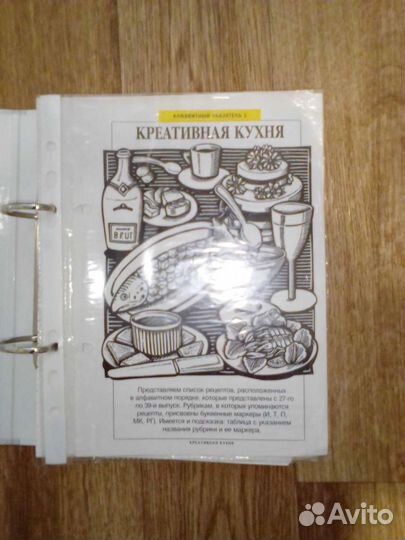 АЛФАВИТНЫЙ УКАЗАТЕЛЬ 3
КРЕАТИВНАЯ КУХНЯ
BRUT
Представляем список рецептов, расположенных
в алфавитном порядке, которые представлены с 27-го
по 39-й выпуск. Рубрикам, в которых упоминаются
рецепты, присвоены буквенные маркеры (И, Т, П,
МК, РГ). Имеется и подсказка: таблица с указанием
названия рубрики и ее маркера.
КРЕАТИВНАЯ КУХНЯ
Avito